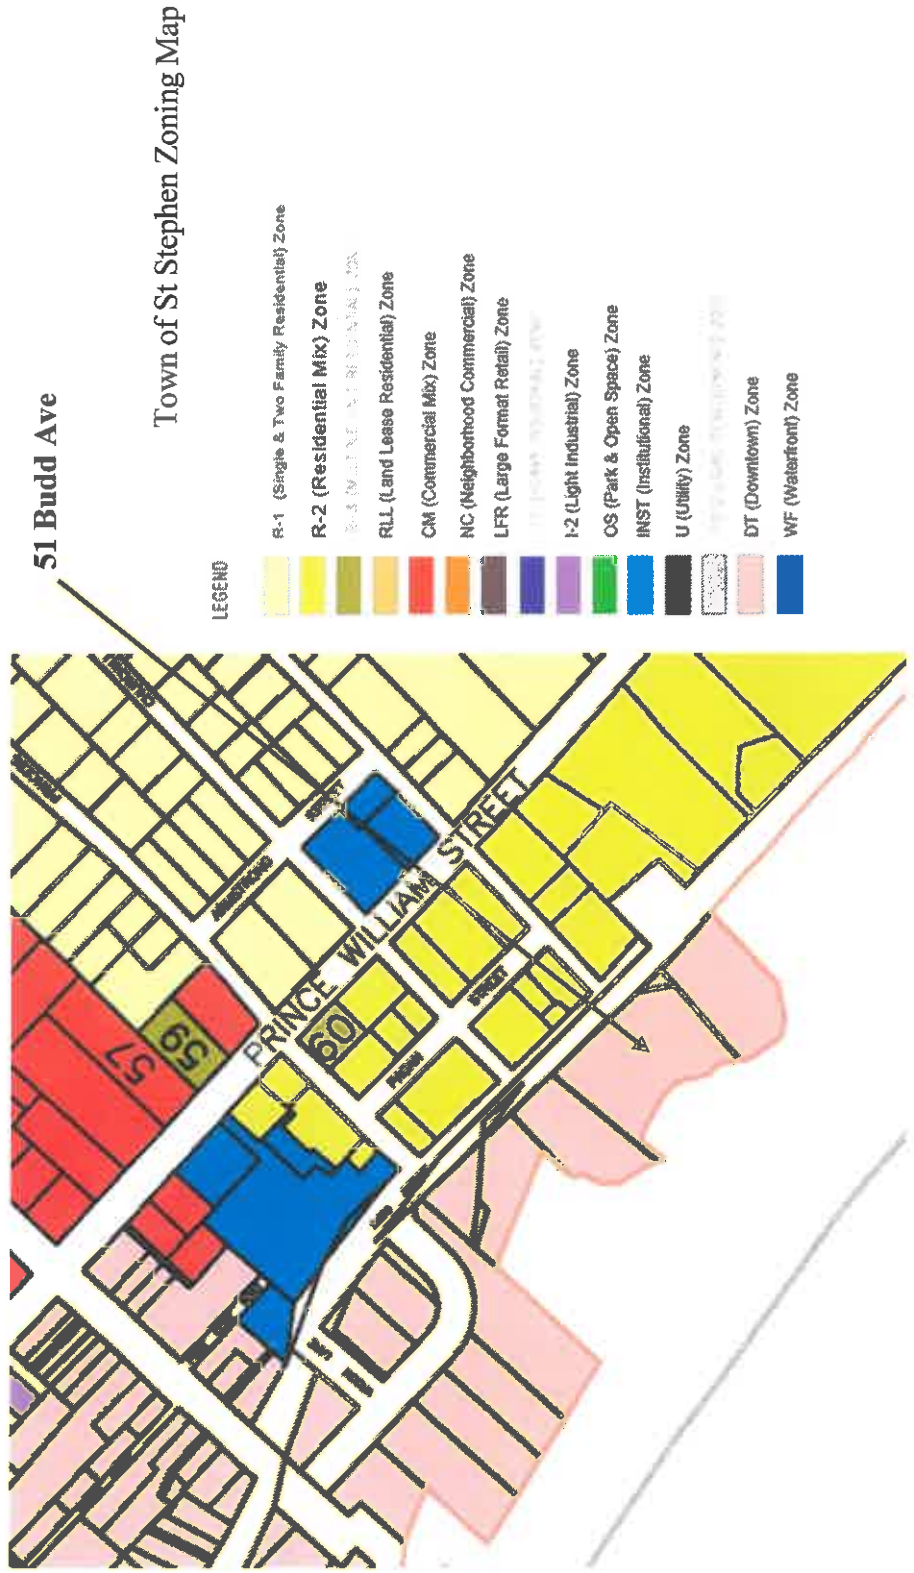 51 Budd Ave
Town of St Stephen Zoning Map
LEGEND
R-1 (Single & Two Family Residential) Zone
R-2 (Residential Mix) Zone
RLL (Land Lease Residential) Zone
CM (Commercial Mix) Zone
NC (Neighborhood Commercial) Zone
LFR (Large Format Retail) Zone
I-2 (Light Industrial) Zone
OS (Park & Open Space) Zone
INST (Institutional) Zone
U (Utility) Zone
DT (Downtown) Zone
WF (Waterfront) Zone
57
59
60
PRINCE WILLIAM STREET
ARMSTRONG
STREET
STREET